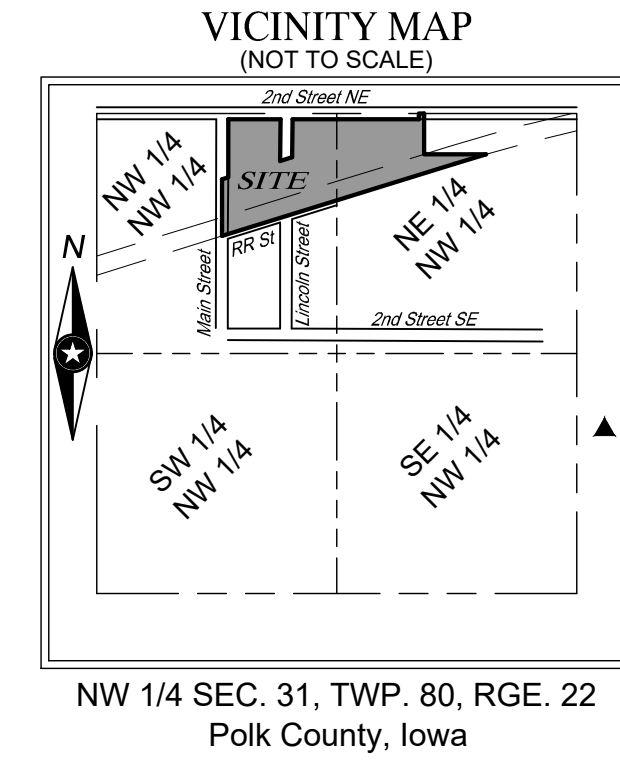 VICINITY MAP
(NOT TO SCALE)
2nd Street NE
NW 1/4
NW 1/4
SITE
NE 1/4
NW 1/4
N
RR St
Main Street
Lincoln Street
2nd Street SE
SW 1/4
NW 1/4
SE 1/4
NW 1/4
NW 1/4 SEC. 31, TWP. 80, RGE. 22
Polk County, Iowa